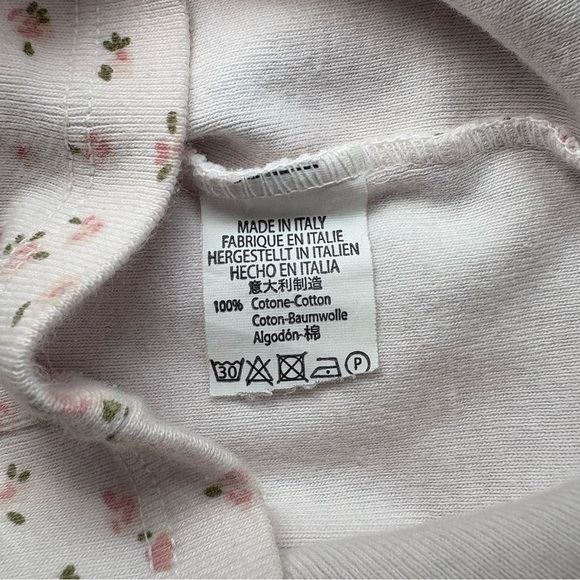 MADE IN ITALY
FABRIQUE EN ITALIE
HERGESTELLT IN ITALIEN
HECHO EN ITALIA
意大利制造
100% Cotone-Cotton
Coton-Baumwolle
Algodón-棉
30 P